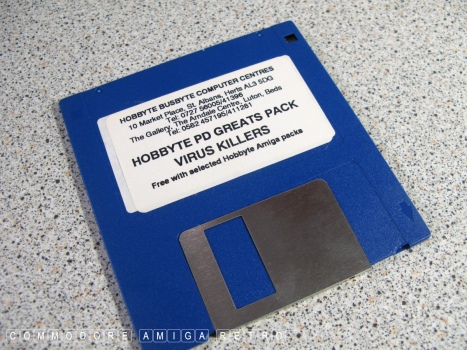 HOBBYTE BUSBYTE COMPUTER CENTRES
10 Market Place, St. Albans, Herts AL3 5DG
Tel: 0727 56005/41396
The Gallery, The Arndale Centre, Luton, Beds
Tel: 0582 457195/411281
HOBBYTE PD GREATS PACK
VIRUS KILLERS
Free with selected Hobbyte Amiga packs
COMMODORE AMIGA RETRO